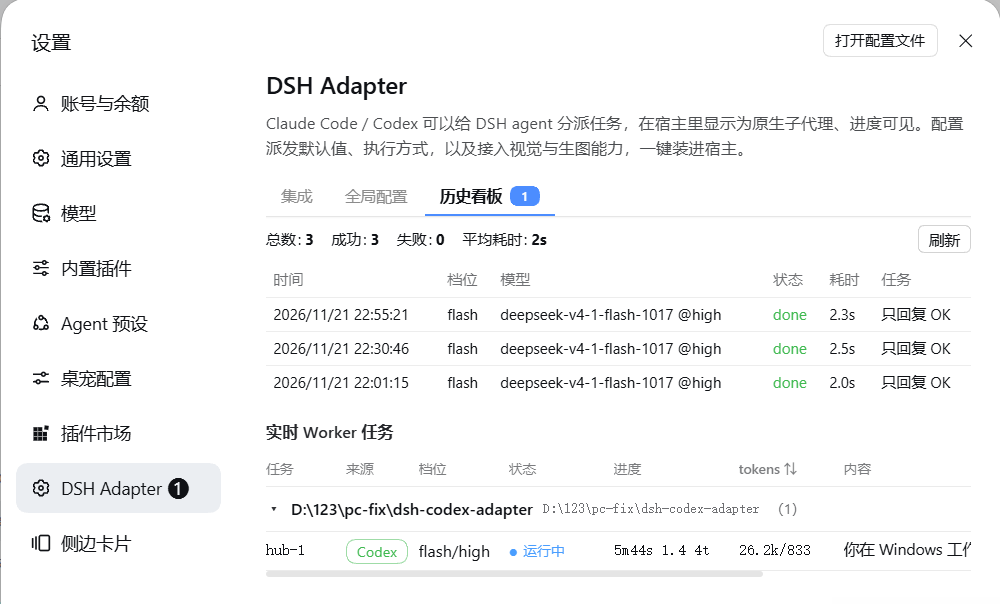 设置
打开配置文件
账号与余额
通用设置
模型
内置插件
Agent 预设
桌宠配置
插件市场
DSH Adapter 1
侧边卡片
DSH Adapter
Claude Code / Codex 可以给 DSH agent 分派任务，在宿主里显示为原生子代理、进度可见。配置
派发默认值、执行方式，以及接入视觉与生图能力，一键装进宿主。
集成 全局配置 历史看板 1
总数: 3 成功: 3 失败: 0 平均耗时: 2s 刷新
时间 档位 模型 状态 耗时 任务
2026/11/21 22:55:21 flash deepseek-v4-1-flash-1017 @high done 2.3s 只回复 OK
2026/11/21 22:30:46 flash deepseek-v4-1-flash-1017 @high done 2.5s 只回复 OK
2026/11/21 22:01:15 flash deepseek-v4-1-flash-1017 @high done 2.0s 只回复 OK
实时 Worker 任务
任务 来源 档位 状态 进度 tokens ⇅ 内容
▾ D:\123\pc-fix\dsh-codex-adapter D:\123\pc-fix\dsh-codex-adapter (1)
hub-1 Codex flash/high 运行中 5m44s 1.4 4t 26.2k/833 你在 Windows